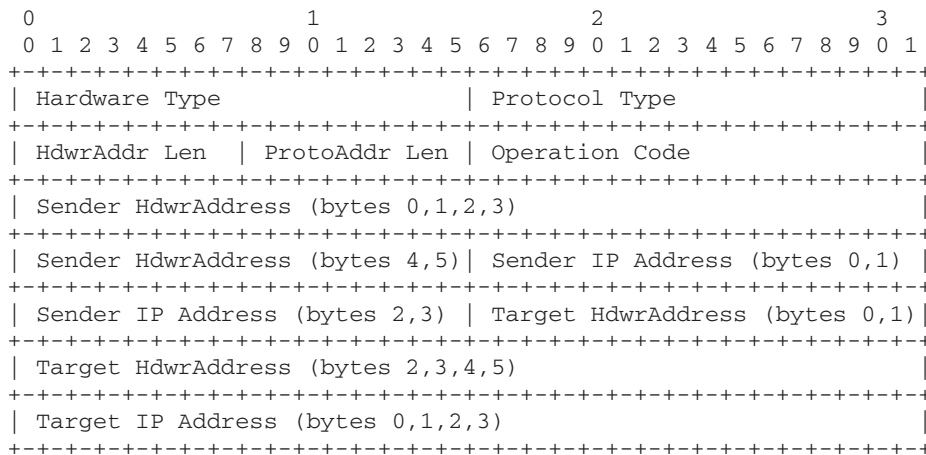 0                   1                   2                   3
 0 1 2 3 4 5 6 7 8 9 0 1 2 3 4 5 6 7 8 9 0 1 2 3 4 5 6 7 8 9 0 1
+-+-+-+-+-+-+-+-+-+-+-+-+-+-+-+-+-+-+-+-+-+-+-+-+-+-+-+-+-+-+-+-+
| Hardware Type                 | Protocol Type                 |
+-+-+-+-+-+-+-+-+-+-+-+-+-+-+-+-+-+-+-+-+-+-+-+-+-+-+-+-+-+-+-+-+
| HdwrAddr Len  | ProtoAddr Len | Operation Code                |
+-+-+-+-+-+-+-+-+-+-+-+-+-+-+-+-+-+-+-+-+-+-+-+-+-+-+-+-+-+-+-+-+
| Sender HdwrAddress (bytes 0,1,2,3)                            |
+-+-+-+-+-+-+-+-+-+-+-+-+-+-+-+-+-+-+-+-+-+-+-+-+-+-+-+-+-+-+-+-+
| Sender HdwrAddress (bytes 4,5)| Sender IP Address (bytes 0,1) |
+-+-+-+-+-+-+-+-+-+-+-+-+-+-+-+-+-+-+-+-+-+-+-+-+-+-+-+-+-+-+-+-+
| Sender IP Address (bytes 2,3) | Target HdwrAddress (bytes 0,1)|
+-+-+-+-+-+-+-+-+-+-+-+-+-+-+-+-+-+-+-+-+-+-+-+-+-+-+-+-+-+-+-+-+
| Target HdwrAddress (bytes 2,3,4,5)                            |
+-+-+-+-+-+-+-+-+-+-+-+-+-+-+-+-+-+-+-+-+-+-+-+-+-+-+-+-+-+-+-+-+
| Target IP Address (bytes 0,1,2,3)                             |
+-+-+-+-+-+-+-+-+-+-+-+-+-+-+-+-+-+-+-+-+-+-+-+-+-+-+-+-+-+-+-+-+